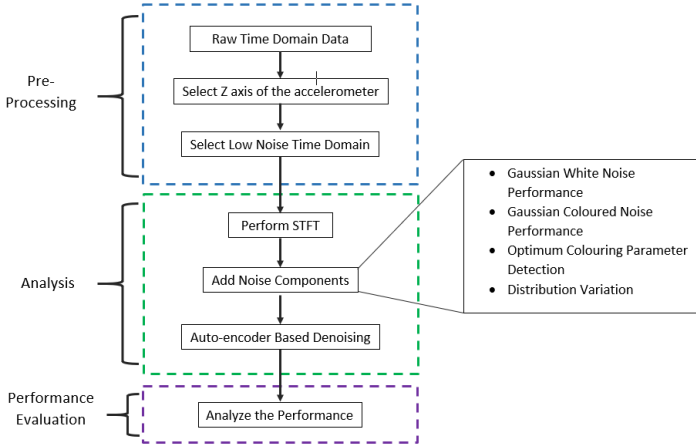 Pre-
Processing
Raw Time Domain Data
Select Z axis of the accelerometer
Select Low Noise Time Domain
Analysis
Perform STFT
Add Noise Components
Auto-encoder Based Denoising
• Gaussian White Noise
Performance
• Gaussian Coloured Noise
Performance
• Optimum Colouring Parameter
Detection
• Distribution Variation
Performance
Evaluation
Analyze the Performance